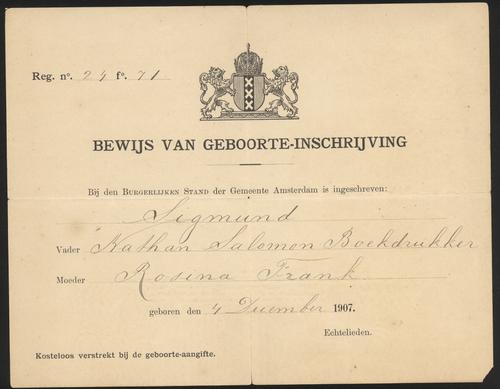 Reg. nº. 24 fº. 71
BEWIJS VAN GEBOORTE-INSCHRIJVING
Bij den BURGERLIJKEN STAND der Gemeente Amsterdam is ingeschreven:
Sigmund
Vader Nathan Salomon Boekdrukker
Moeder Rosina Frank
geboren den 4 December 1907.
Echtelieden.
Kosteloos verstrekt bij de geboorte-aangifte.